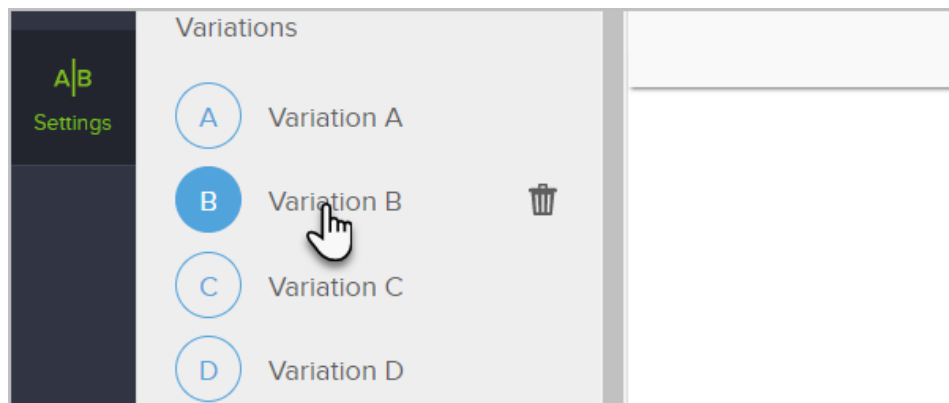 Variations
A|B
Settings
A Variation A
B Variation B
C Variation C
D Variation D